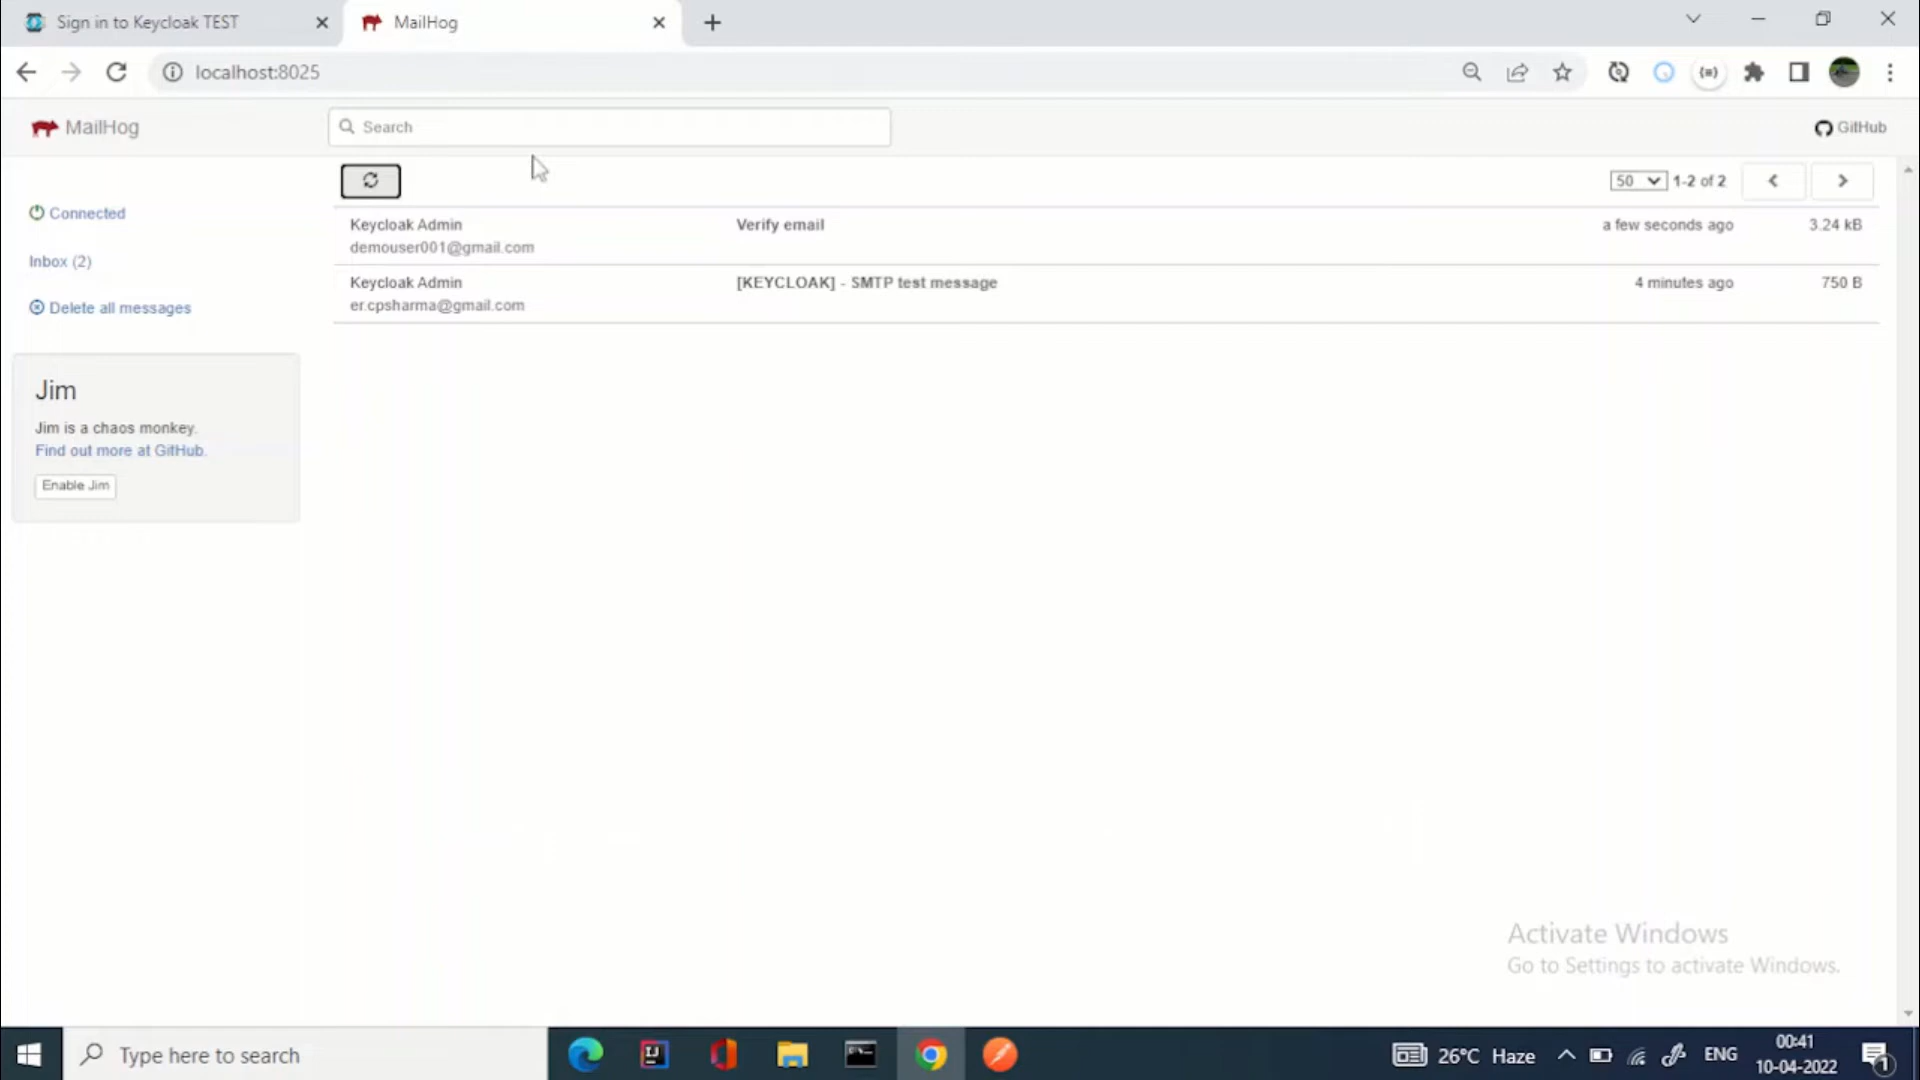 Sign in to Keycloak TEST
MailHog
localhost:8025
MailHog
Search
GitHub
Connected
Inbox (2)
Delete all messages
50
1-2 of 2
Keycloak Admin
demouser001@gmail.com
Verify email
a few seconds ago
3.24 kB
Keycloak Admin
er.cpsharma@gmail.com
[KEYCLOAK] - SMTP test message
4 minutes ago
750 B
Jim
Jim is a chaos monkey.
Find out more at GitHub.
Enable Jim
Activate Windows
Go to Settings to activate Windows.
Type here to search
26°C Haze
ENG
00:41
10-04-2022
1